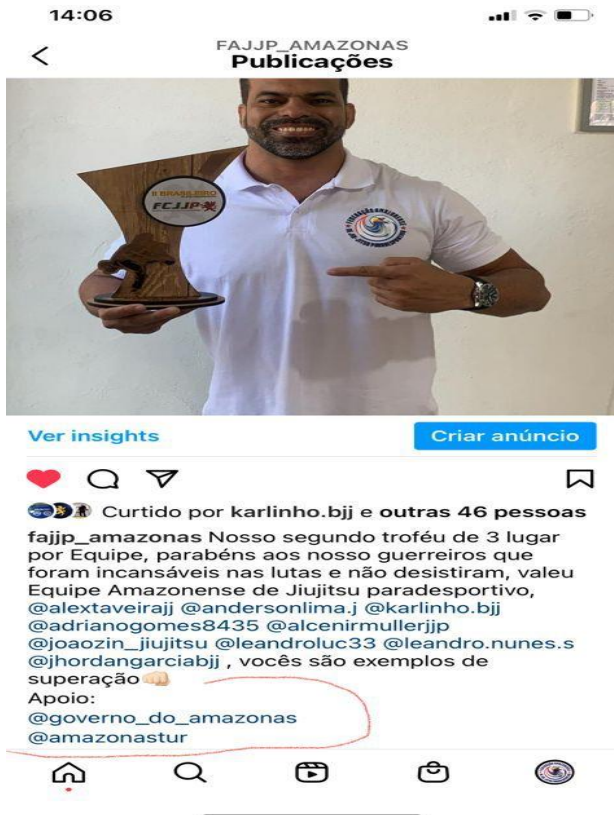 14:06
FAJJP_AMAZONAS
Publicações
II BRASILEIRO
FCJJP
Ver insights
Criar anúncio
Curtido por karlinho.bjj e outras 46 pessoas
fajjp_amazonas Nosso segundo troféu de 3 lugar
por Equipe, parabéns aos nosso guerreiros que
foram incansáveis nas lutas e não desistiram, valeu
Equipe Amazonense de Jiujitsu paradesportivo,
@alextaveirajj @andersonlima.j @karlinho.bjj
@adrianogomes8435 @alcenirmullerjjp
@joaozin_jiujitsu @leandroluc33 @leandro.nunes.s
@jhordangarciabjj , vocês são exemplos de
superação👊🏻
Apoio:
@governo_do_amazonas
@amazonastur